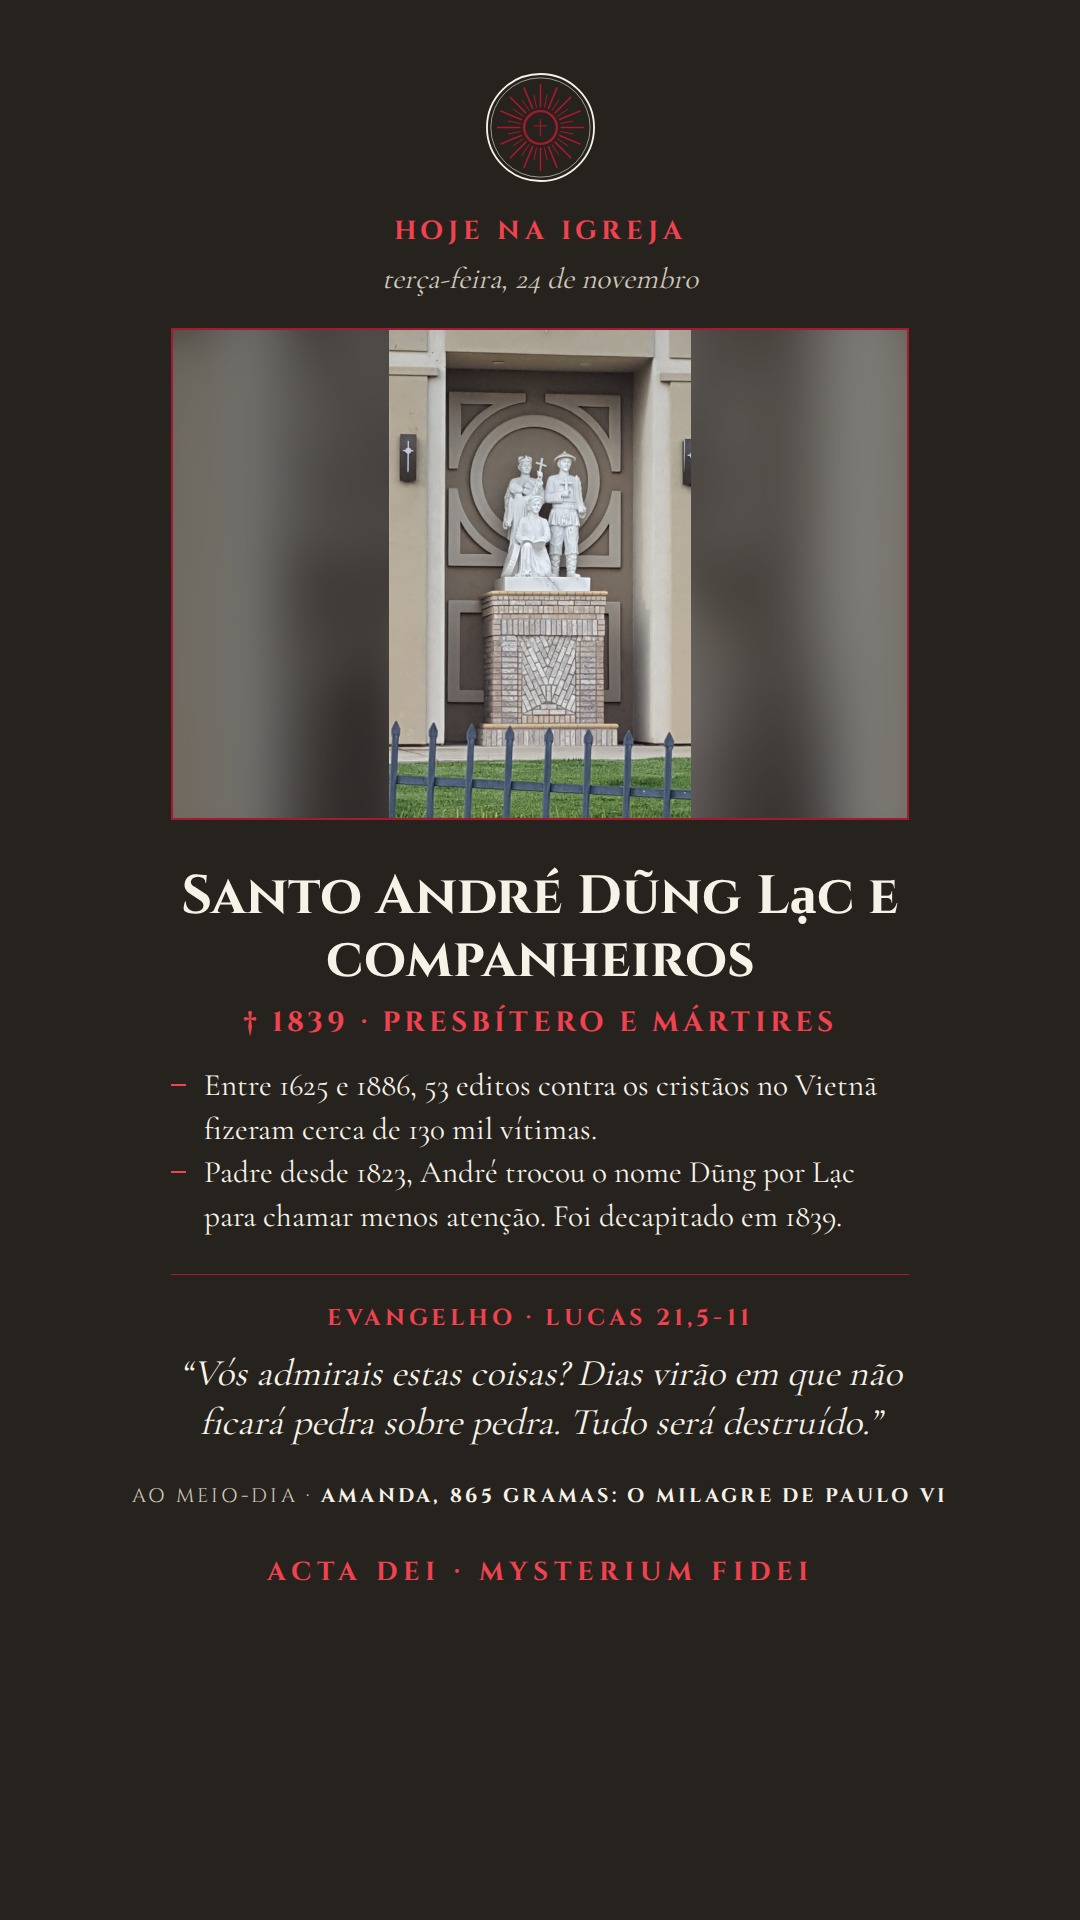 HOJE NA IGREJA
terça-feira, 24 de novembro
Santo André Dũng Lạc e
companheiros
† 1839 · PRESBÍTERO E MÁRTIRES
– Entre 1625 e 1886, 53 editos contra os cristãos no Vietnã
fizeram cerca de 130 mil vítimas.
– Padre desde 1823, André trocou o nome Dũng por Lạc
para chamar menos atenção. Foi decapitado em 1839.
EVANGELHO · LUCAS 21,5-11
“Vós admirais estas coisas? Dias virão em que não
ficará pedra sobre pedra. Tudo será destruído.”
AO MEIO-DIA · AMANDA, 865 GRAMAS: O MILAGRE DE PAULO VI
ACTA DEI · MYSTERIUM FIDEI